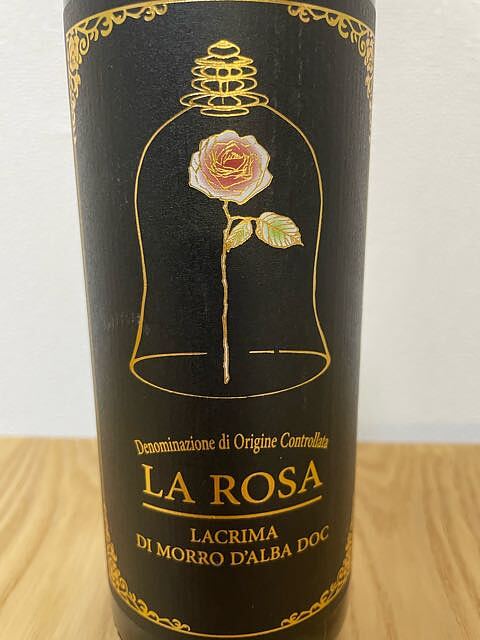 Denominazione di Origine Controllata
LA ROSA
LACRIMA
DI MORRO D'ALBA DOC